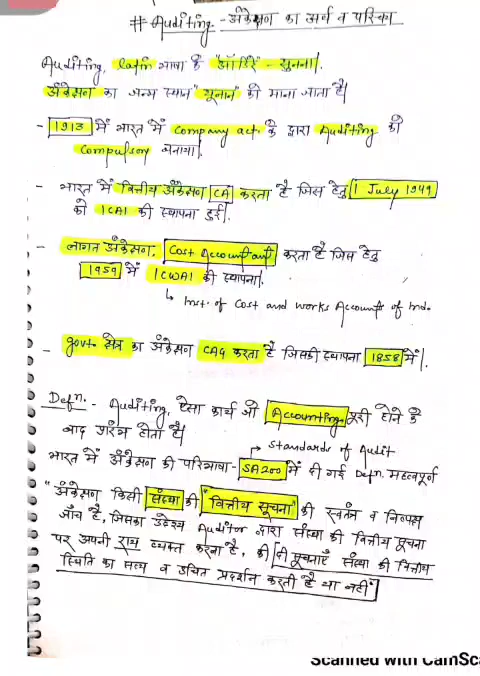 # Auditing - अंकेक्षण का अर्थ व परिभाषा
Auditing, latin भाषा के "ऑडिरे" - सुनना।
अंकेक्षण का जन्म स्थान "यूनान" को माना जाता है।
- 1913 में भारत में Company act. के द्वारा Auditing को
Compulsory बनाया।
- भारत में वित्तीय अंकेक्षण CA करता है जिस हेतु 1 July 1949
को ICAI की स्थापना हुई।
- लागत अंकेक्षण, Cost Accountant करता है जिस हेतु
1959 में ICWAI की स्थापना।
↳ Inst. of Cost and Works Accounts of Ind.
- govt. क्षेत्र का अंकेक्षण CAG करता है जिसकी स्थापना 1858 में।
Defn. - Auditing, ऐसा कार्य जो Accounting पूरी होने के
बाद प्रारंभ होता है।
→ Standards of Audit
भारत में अंकेक्षण की परिभाषा - SA200 में दी गई Defn. महत्वपूर्ण
"अंकेक्षण किसी संस्था की "वित्तीय सूचना" की स्वतंत्र व निष्पक्ष
जाँच है, जिसका उद्देश्य Auditor द्वारा संस्था की वित्तीय सूचना
पर अपनी राय व्यक्त करना है, की दी सूचनाएँ संस्था की वित्तीय
स्थिति का सत्य व उचित प्रदर्शन करती है या नहीं"
Scanned with CamSc